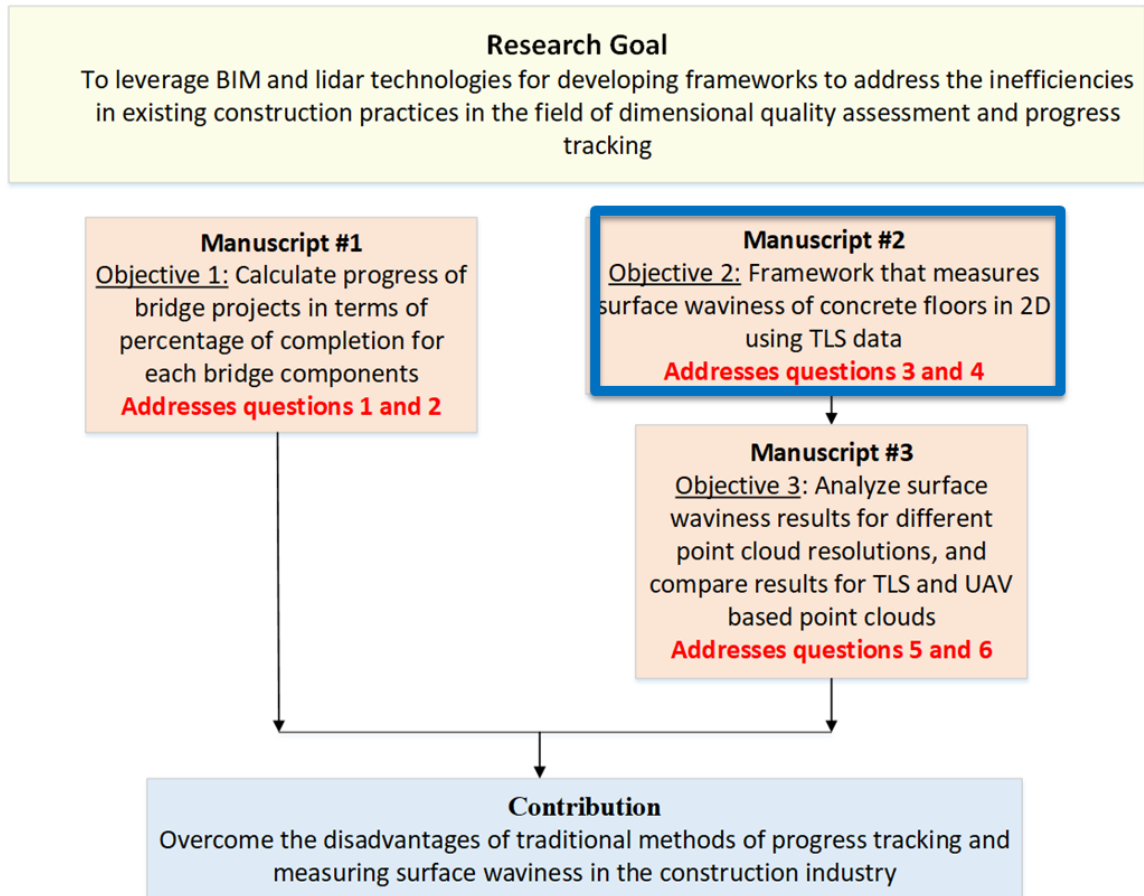 Research Goal
To leverage BIM and lidar technologies for developing frameworks to address the inefficiencies
in existing construction practices in the field of dimensional quality assessment and progress
tracking
Manuscript #1
Objective 1: Calculate progress of
bridge projects in terms of
percentage of completion for
each bridge components
Addresses questions 1 and 2
Manuscript #2
Objective 2: Framework that measures
surface waviness of concrete floors in 2D
using TLS data
Addresses questions 3 and 4
Manuscript #3
Objective 3: Analyze surface
waviness results for different
point cloud resolutions, and
compare results for TLS and UAV
based point clouds
Addresses questions 5 and 6
Contribution
Overcome the disadvantages of traditional methods of progress tracking and
measuring surface waviness in the construction industry